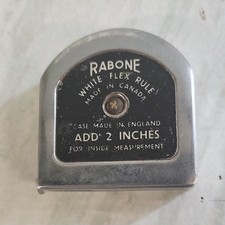 RABONE
WHITE FLEX RULE
MADE IN CANADA
CASE MADE IN ENGLAND
ADD 2 INCHES
FOR INSIDE MEASUREMENT